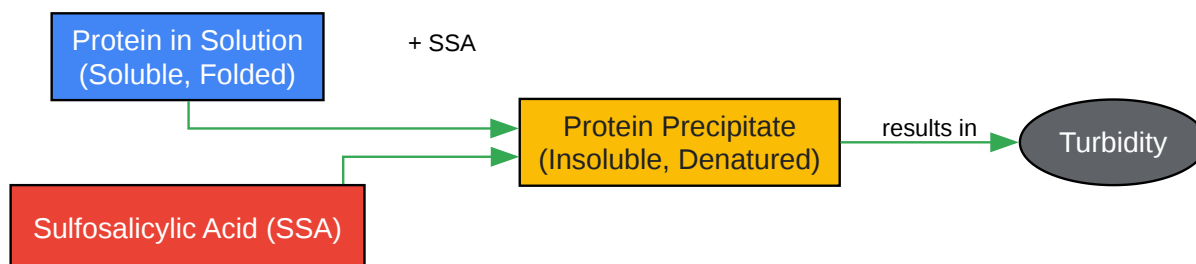 Protein in Solution
(Soluble, Folded)
+ SSA
Protein Precipitate
(Insoluble, Denatured)
results in
Turbidity
Sulfosalicylic Acid (SSA)